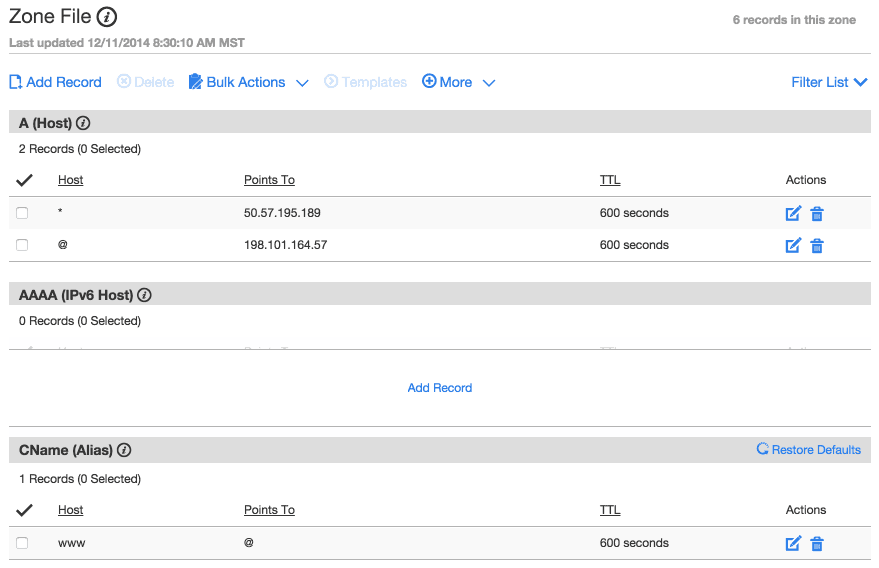 Zone File
6 records in this zone
Last updated 12/11/2014 8:30:10 AM MST
Add Record Delete Bulk Actions Templates More Filter List
A (Host)
2 Records (0 Selected)
Host Points To TTL Actions
* 50.57.195.189 600 seconds
@ 198.101.164.57 600 seconds
AAAA (IPv6 Host)
0 Records (0 Selected)
Add Record
CName (Alias) Restore Defaults
1 Records (0 Selected)
Host Points To TTL Actions
www @ 600 seconds